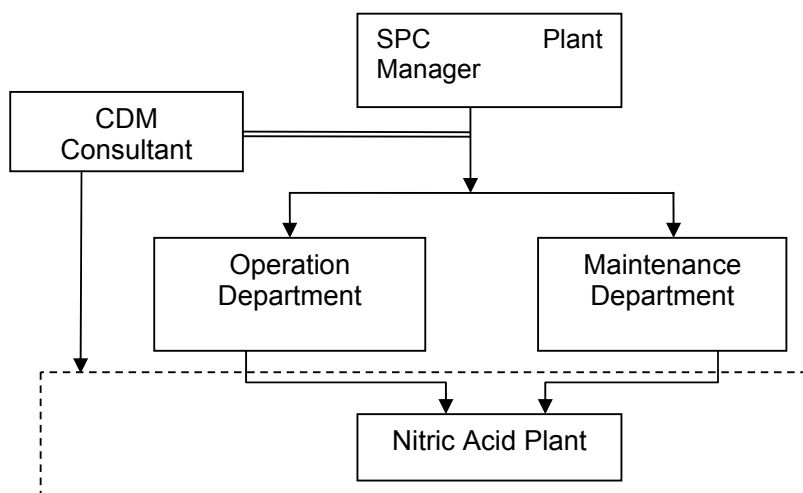 SPC Plant
Manager
CDM
Consultant
Operation
Department
Maintenance
Department
Nitric Acid Plant